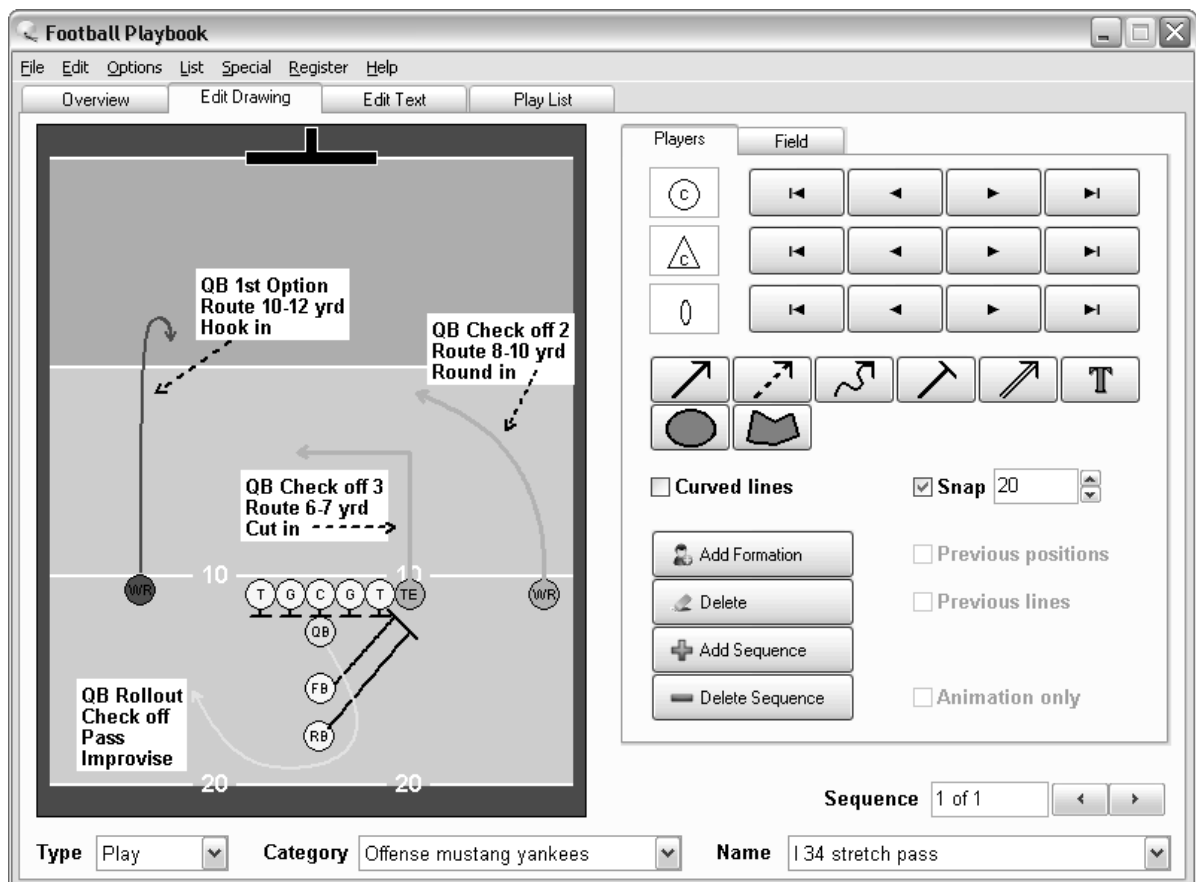 Football Playbook
File Edit Options List Special Register Help
Overview Edit Drawing Edit Text Play List
QB 1st Option
Route 10-12 yrd
Hook in
QB Check off 2
Route 8-10 yrd
Round in
QB Check off 3
Route 6-7 yrd
Cut in
10 10
WR T G C G T TE WR
QB
FB
RB
QB Rollout
Check off
Pass
Improvise
20 20
Players Field
C
C
T
Curved lines Snap 20
Add Formation Previous positions
Delete Previous lines
Add Sequence
Delete Sequence Animation only
Sequence 1 of 1
Type Play Category Offense mustang yankees Name I 34 stretch pass